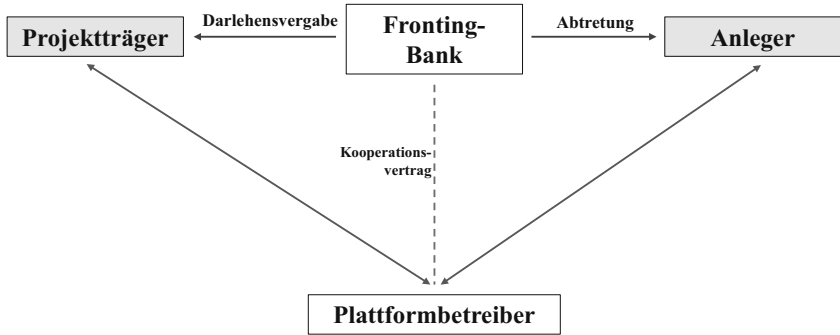 Projektträger
Darlehensvergabe
Fronting-
Bank
Abtretung
Anleger
Kooperations-
vertrag
Plattformbetreiber